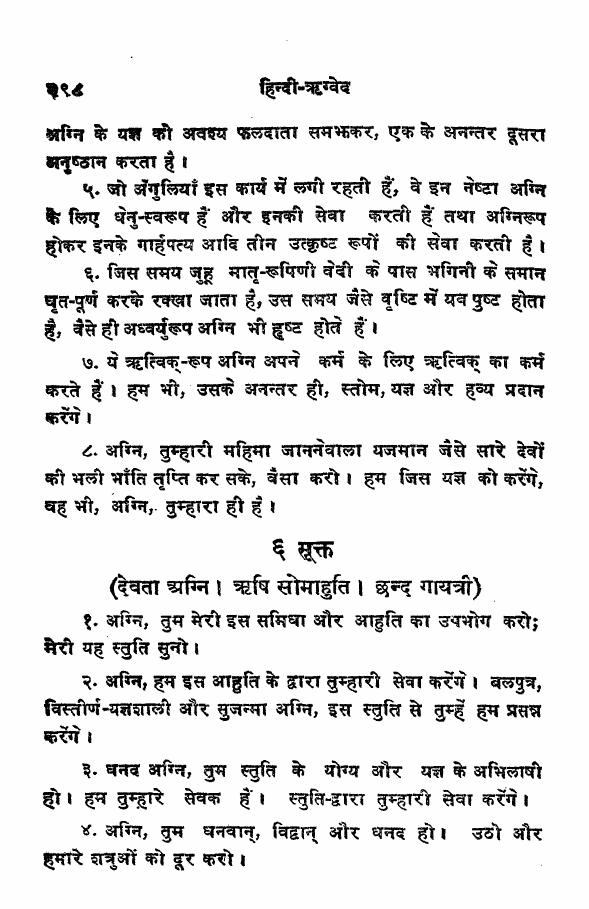 ३९८ हिन्दी-ऋग्वेद
अग्नि के यज्ञ को अवश्य फलदाता समझकर, एक के अनन्तर दूसरा
अनुष्ठान करता है।
५. जो अँगुलियाँ इस कार्य में लगी रहती हैं, वे इन नेष्टा अग्नि
के लिए धेनु-स्वरूप हैं और इनकी सेवा करती हैं तथा अग्निरूप
होकर इनके गार्हपत्य आदि तीन उत्कृष्ट रूपों की सेवा करती है।
६. जिस समय जुहू मातृ-रूपिणी वेदी के पास भगिनी के समान
घृत-पूर्ण करके रक्खा जाता है, उस समय जैसे वृष्टि में यव पुष्ट होता
है, वैसे ही अध्वर्युरूप अग्नि भी हृष्ट होते हैं।
७. ये ऋत्विक्-रूप अग्नि अपने कर्म के लिए ऋत्विक् का कर्म
करते हैं। हम भी, उसके अनन्तर ही, स्तोम, यज्ञ और हव्य प्रदान
करेंगे।
८. अग्नि, तुम्हारी महिमा जाननेवाला यजमान जैसे सारे देवों
की भली भाँति तृप्ति कर सके, वैसा करो। हम जिस यज्ञ को करेंगे,
वह भी, अग्नि, तुम्हारा ही है।
६ सूक्त
(देवता अग्नि। ऋषि सोमाहुति। छन्द गायत्री)
१. अग्नि, तुम मेरी इस समिधा और आहुति का उपभोग करो;
मेरी यह स्तुति सुनो।
२. अग्नि, हम इस आहुति के द्वारा तुम्हारी सेवा करेंगे। बलपुत्र,
विस्तीर्ण-यज्ञशाली और सुजन्मा अग्नि, इस स्तुति से तुम्हें हम प्रसन्न
करेंगे।
३. धनद अग्नि, तुम स्तुति के योग्य और यज्ञ के अभिलाषी
हो। हम तुम्हारे सेवक हैं। स्तुति-द्वारा तुम्हारी सेवा करेंगे।
४. अग्नि, तुम धनवान्, विद्वान् और धनद हो। उठो और
हमारे शत्रुओं को दूर करो।